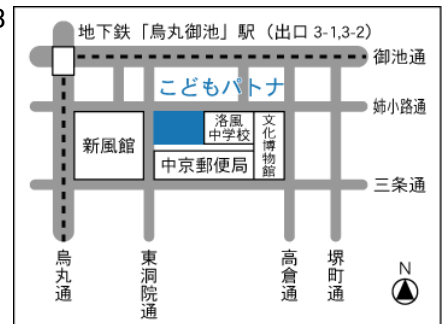 3
地下鉄「烏丸御池」駅（出口 3-1,3-2）
御池通
こどもパトナ
姉小路通
新風館
洛風
中学校
文化博物館
中京郵便局
三条通
烏丸通
東洞院通
高倉通
堺町通
N